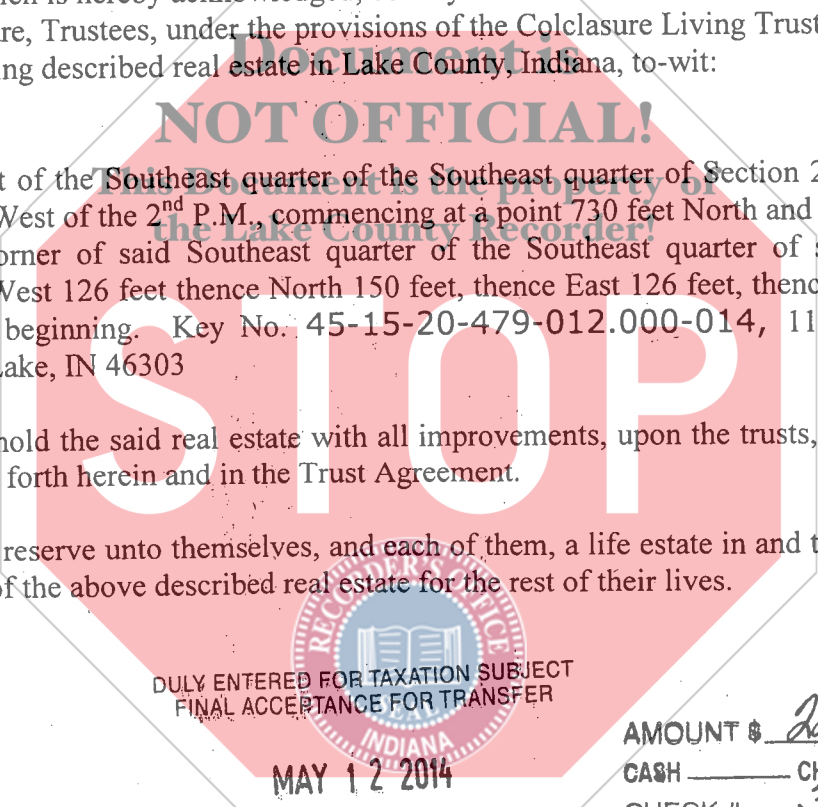 re, Trustees, under the provisions of the Colclasure Living Trust
ing described real estate in Lake County, Indiana, to-wit:
Document is
NOT OFFICIAL!
This Document is the property of
the Lake County Recorder!
STOP
t of the Southeast quarter of the Southeast quarter of Section 2
West of the 2nd P.M., commencing at a point 730 feet North and
orner of said Southeast quarter of the Southeast quarter of s
West 126 feet thence North 150 feet, thence East 126 feet, thenc
beginning. Key No. 45-15-20-479-012.000-014, 11
Lake, IN 46303
hold the said real estate with all improvements, upon the trusts,
forth herein and in the Trust Agreement.
reserve unto themselves, and each of them, a life estate in and t
of the above described real estate for the rest of their lives.
RECORDER'S OFFICE
SEAL
INDIANA
DULY ENTERED FOR TAXATION SUBJECT
FINAL ACCEPTANCE FOR TRANSFER
MAY 12 2014
AMOUNT $ 2
CASH CH